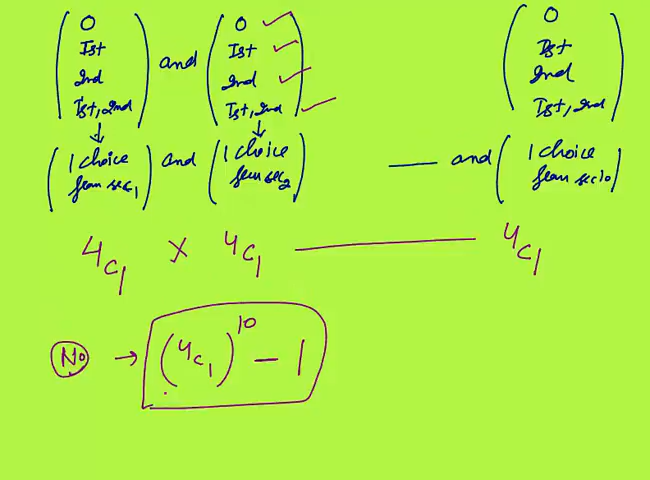 0 0 0
Ist and Ist Ist
2nd 2nd 2nd
Ist, 2nd Ist, 2nd Ist, 2nd
(1 choice from sec1) and (1 choice from sec2) — and (1 choice from sec10)
4C1 × 4C1 — 4C1
No → (4C1)^10 − 1